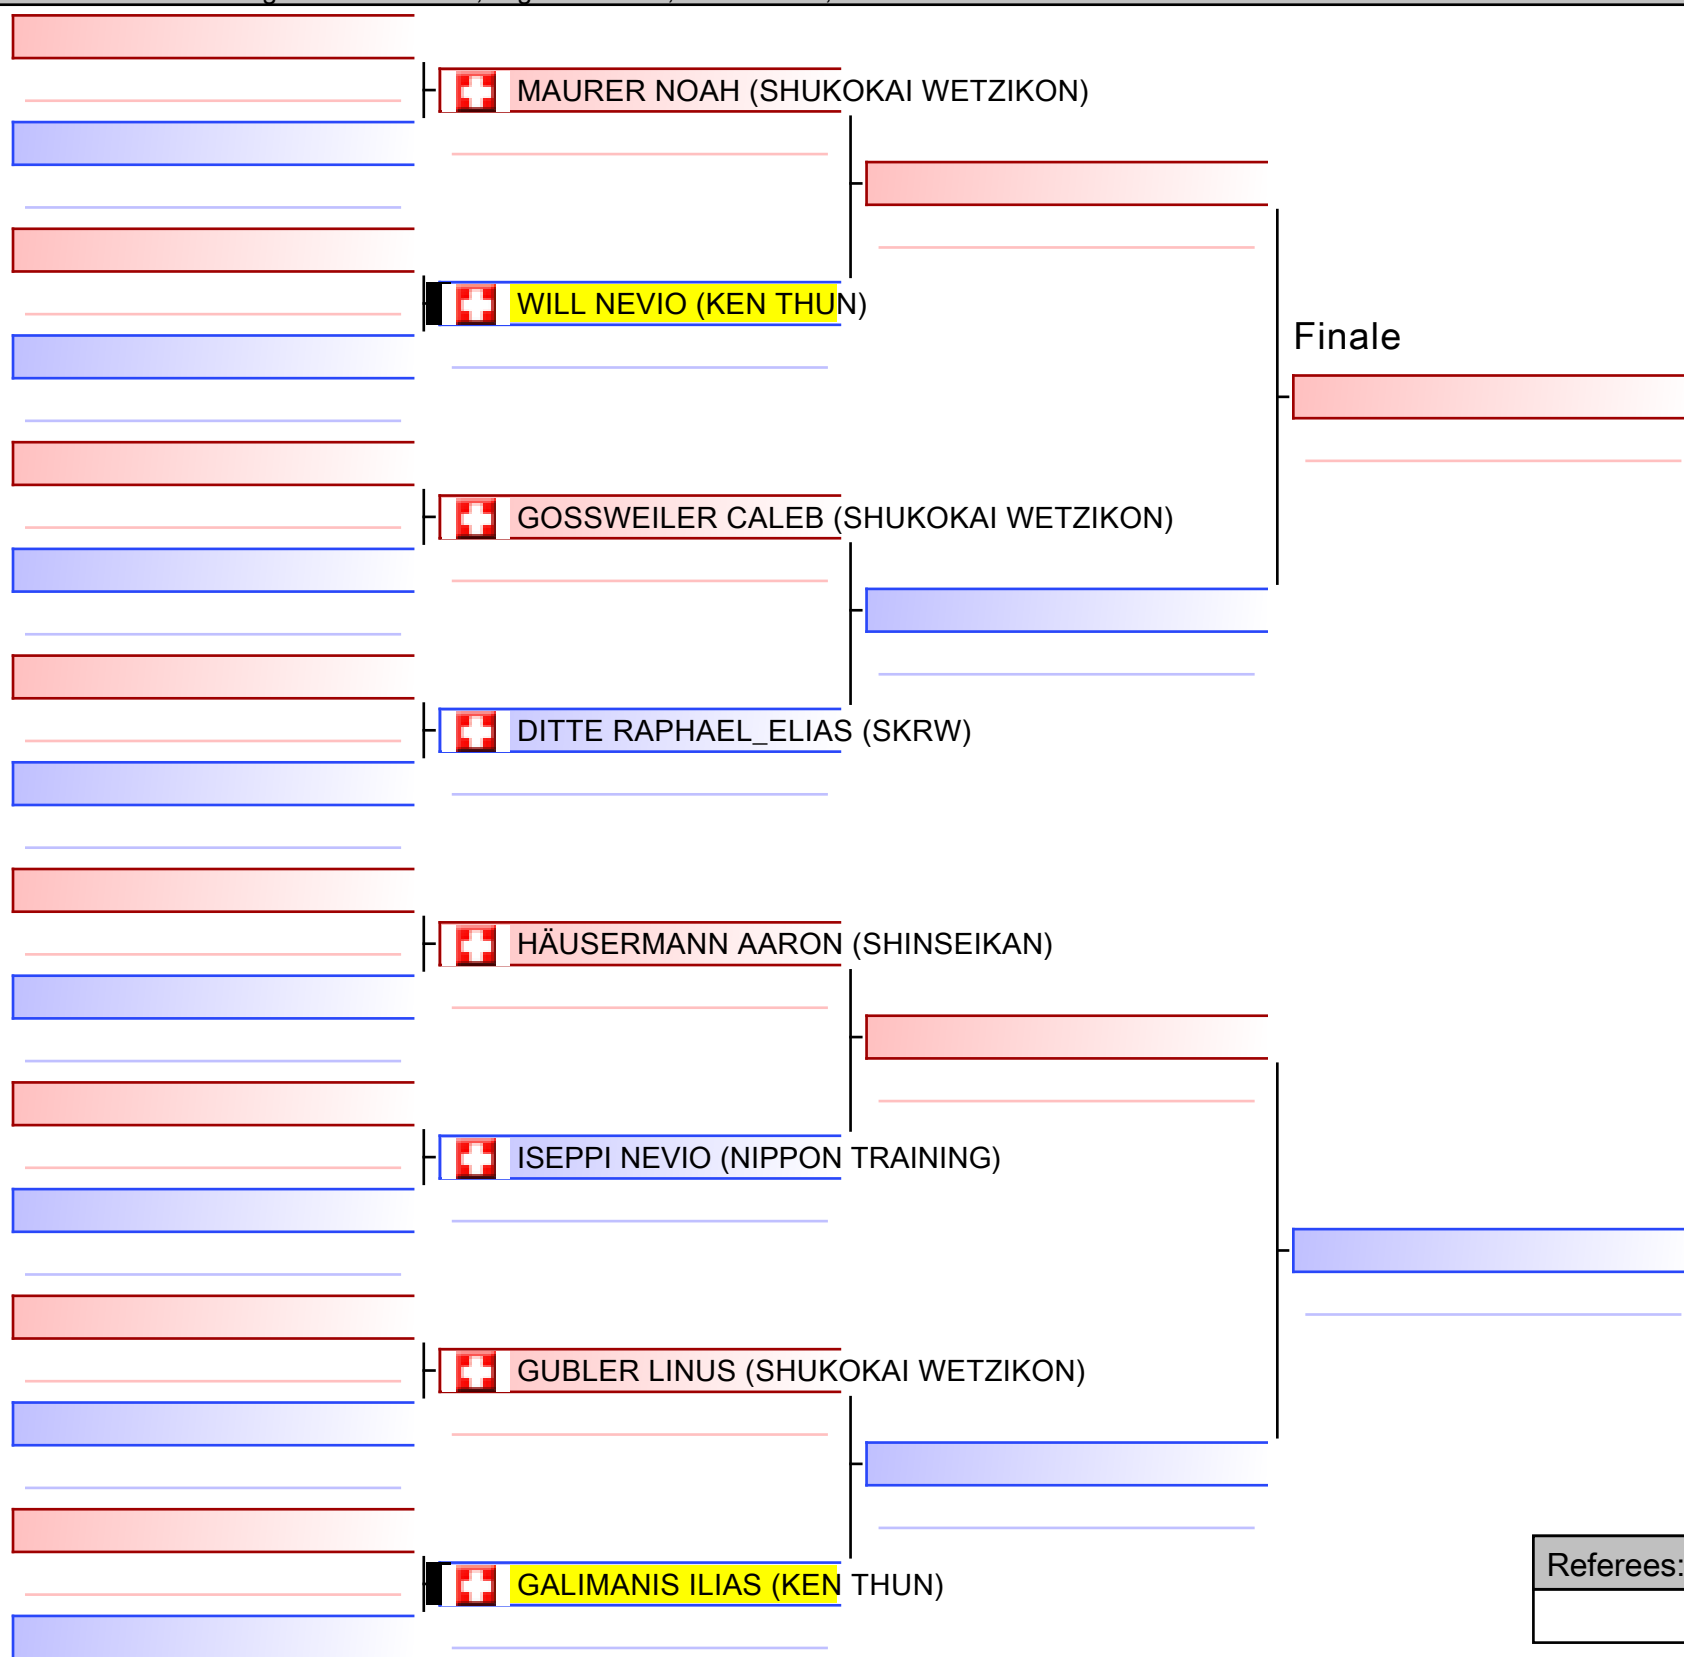 MAURER NOAH (SHUKOKAI WETZIKON)
WILL NEVIO (KEN THUN)
Finale
GOSSWEILER CALEB (SHUKOKAI WETZIKON)
DITTE RAPHAEL_ELIAS (SKRW)
HÄUSERMANN AARON (SHINSEIKAN)
ISEPPI NEVIO (NIPPON TRAINING)
GUBLER LINUS (SHUKOKAI WETZIKON)
Referees:
GALIMANIS ILIAS (KEN THUN)